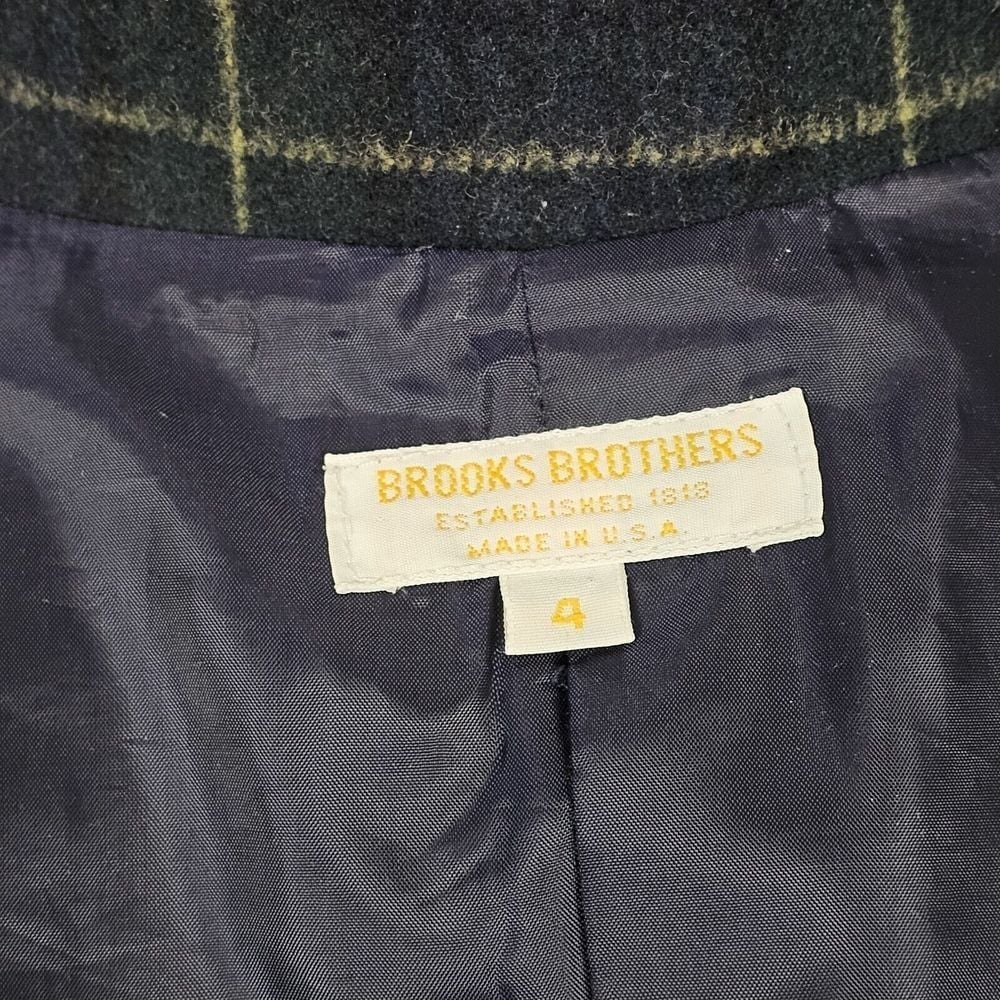 BROOKS BROTHERS
ESTABLISHED 1818
MADE IN U.S.A.
4